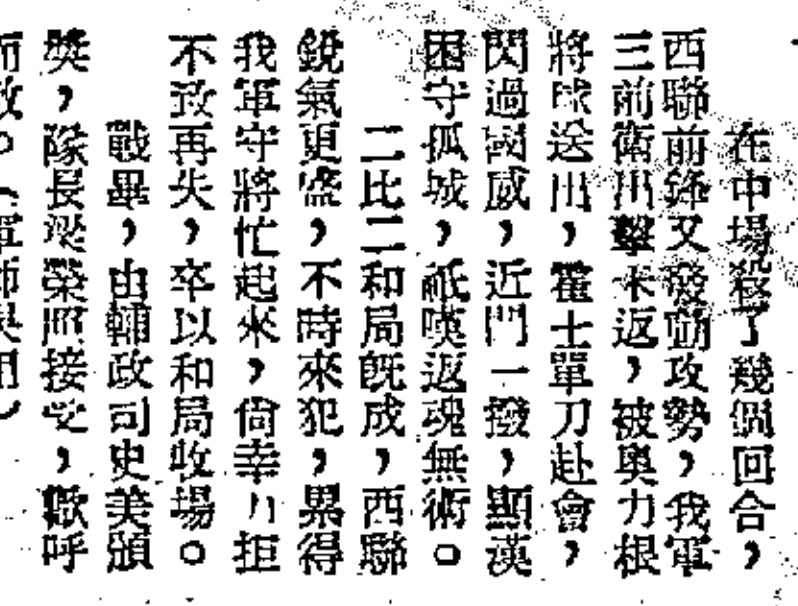 在中場殺了幾個回合，
西聯前鋒又發動攻勢，我軍
三前衛出擊未返，被奧力根
將球送出，霍士單刀赴會，
閃過國威，近門一撥，顯漢
困守孤城，祇嘆返魂無術。
二比二和局既成，西聯
銳氣更盛，不時來犯，累得
我軍守將忙起來，尙幸力拒
不致再失，卒以和局收場。
戰畢，由輔政司史美頒
獎，隊長梁榮照接受，歡呼